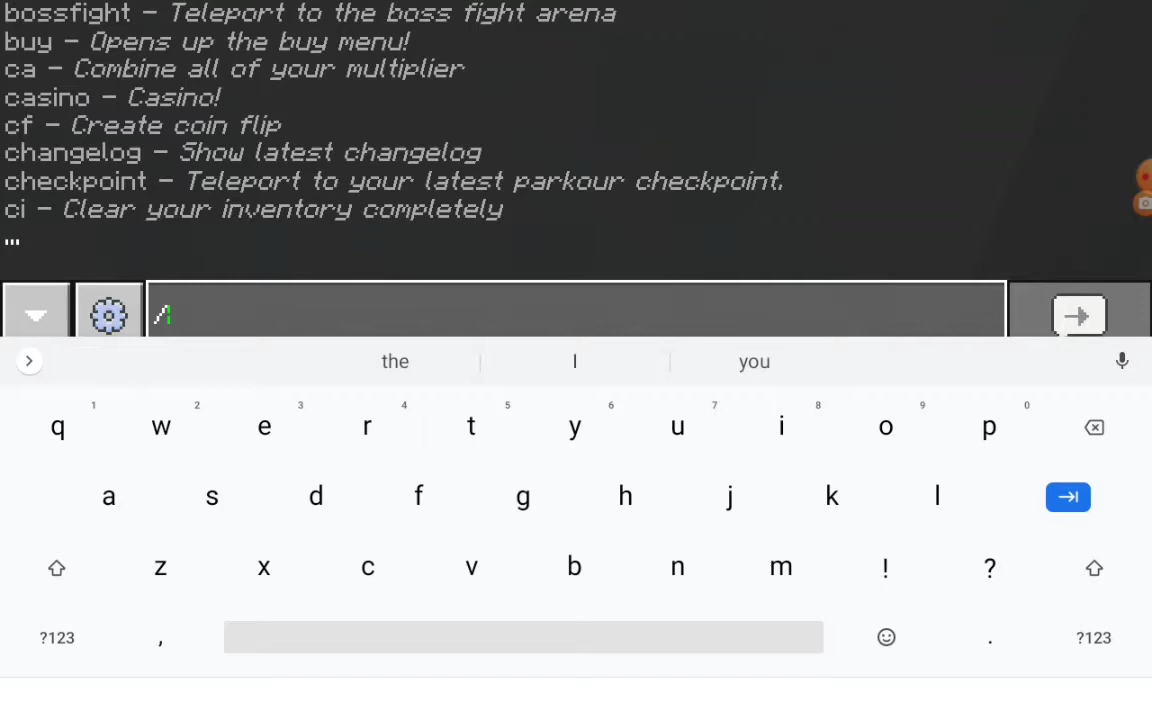 bossfight – Teleport to the boss fight arena
buy – Opens up the buy menu!
ca – Combine all of your multiplier
casino – Casino!
cf – Create coin flip
changelog – Show latest changelog
checkpoint – Teleport to your latest parkour checkpoint.
ci – Clear your inventory completely
...
/
the I you
1 2 3 4 5 6 7 8 9 0
q w e r t y u i o p
a s d f g h j k l
z x c v b n m ! ?
?123 , . ?123